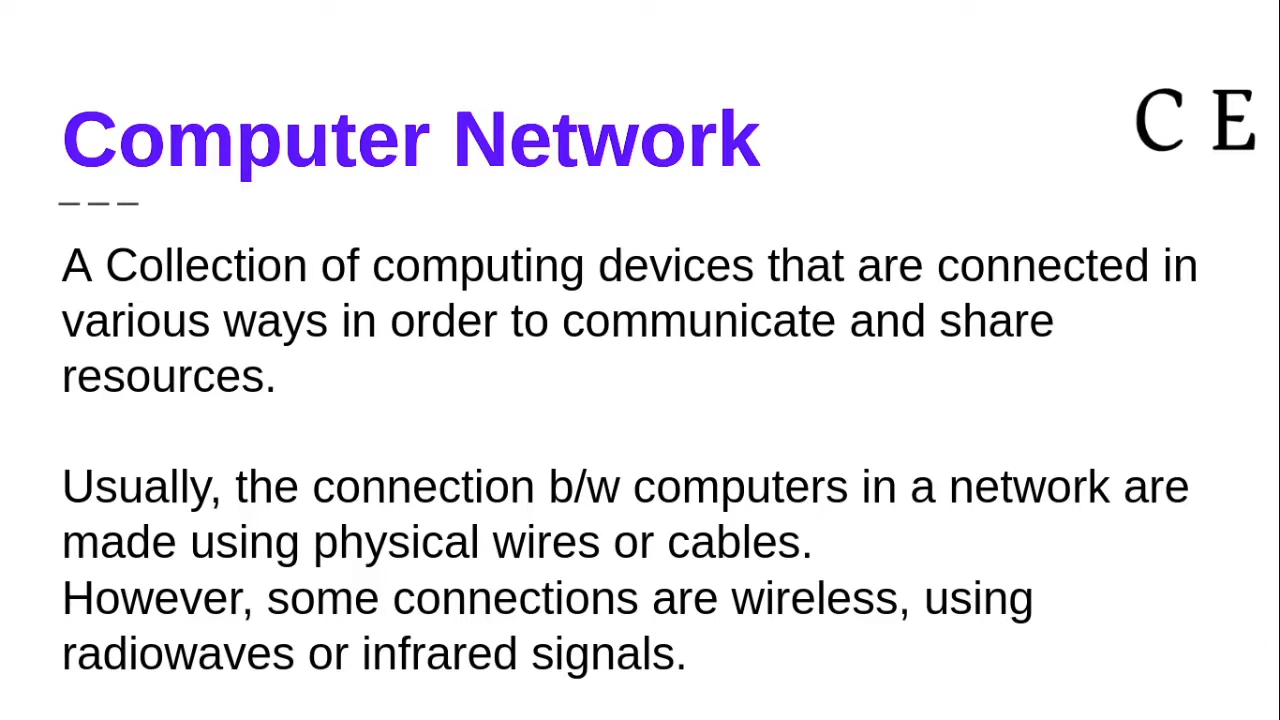 Computer Network
C E
A Collection of computing devices that are connected in
various ways in order to communicate and share
resources.
Usually, the connection b/w computers in a network are
made using physical wires or cables.
However, some connections are wireless, using
radiowaves or infrared signals.